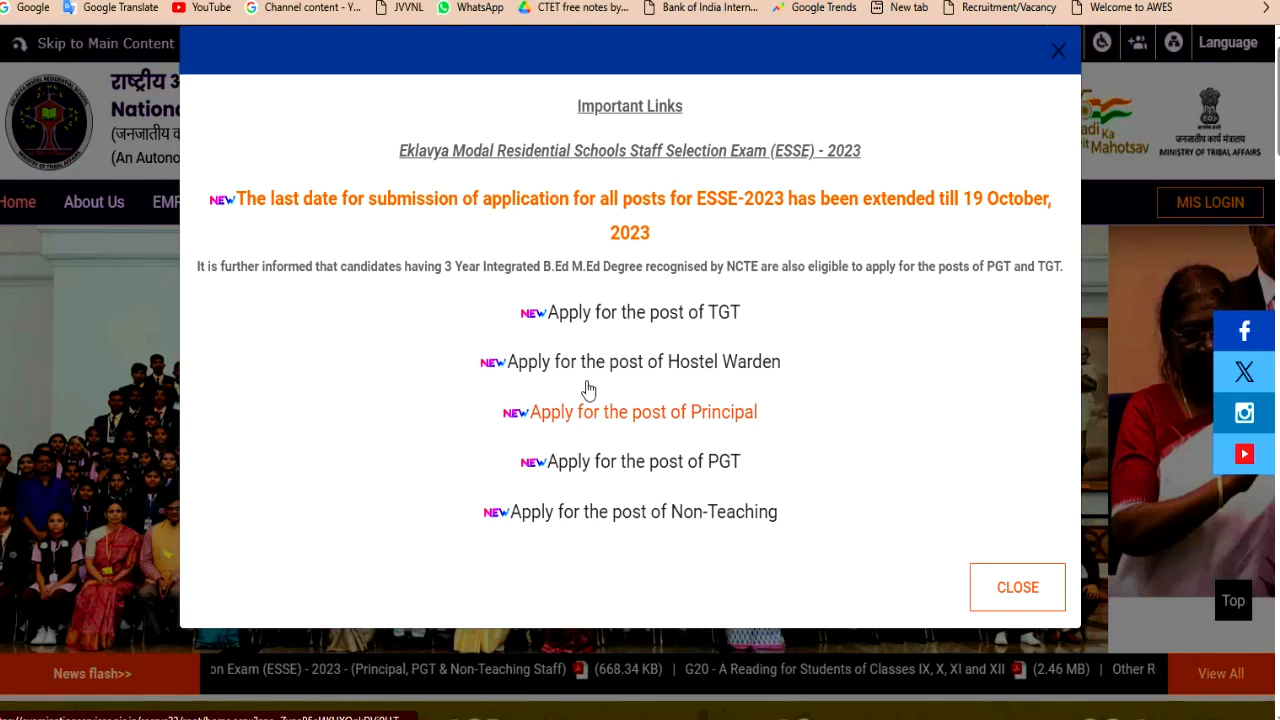 Google
Google Translate
YouTube
Channel content - Y...
JVVNL
WhatsApp
CTET free notes by...
Bank of India Intern...
Google Trends
New tab
Recruitment/Vacancy
Welcome to AWES
Skip to Main Content
Language
राष्ट्रीय
National
(जनजातीय
(An Autono
adi
Ka
Mahotsav
जनजातीय कार्य मंत्रालय
MINISTRY OF TRIBAL AFFAIRS
Home
About Us
EMR
MIS LOGIN
Important Links
Eklavya Modal Residential Schools Staff Selection Exam (ESSE) - 2023
NEW The last date for submission of application for all posts for ESSE-2023 has been extended till 19 October,
2023
It is further informed that candidates having 3 Year Integrated B.Ed M.Ed Degree recognised by NCTE are also eligible to apply for the posts of PGT and TGT.
NEW Apply for the post of TGT
NEW Apply for the post of Hostel Warden
NEW Apply for the post of Principal
NEW Apply for the post of PGT
NEW Apply for the post of Non-Teaching
CLOSE
Top
News flash>>
on Exam (ESSE) - 2023 - (Principal, PGT & Non-Teaching Staff) (668.34 KB) | G20 - A Reading for Students of Classes IX, X, XI and XII (2.46 MB) | Other R
View All